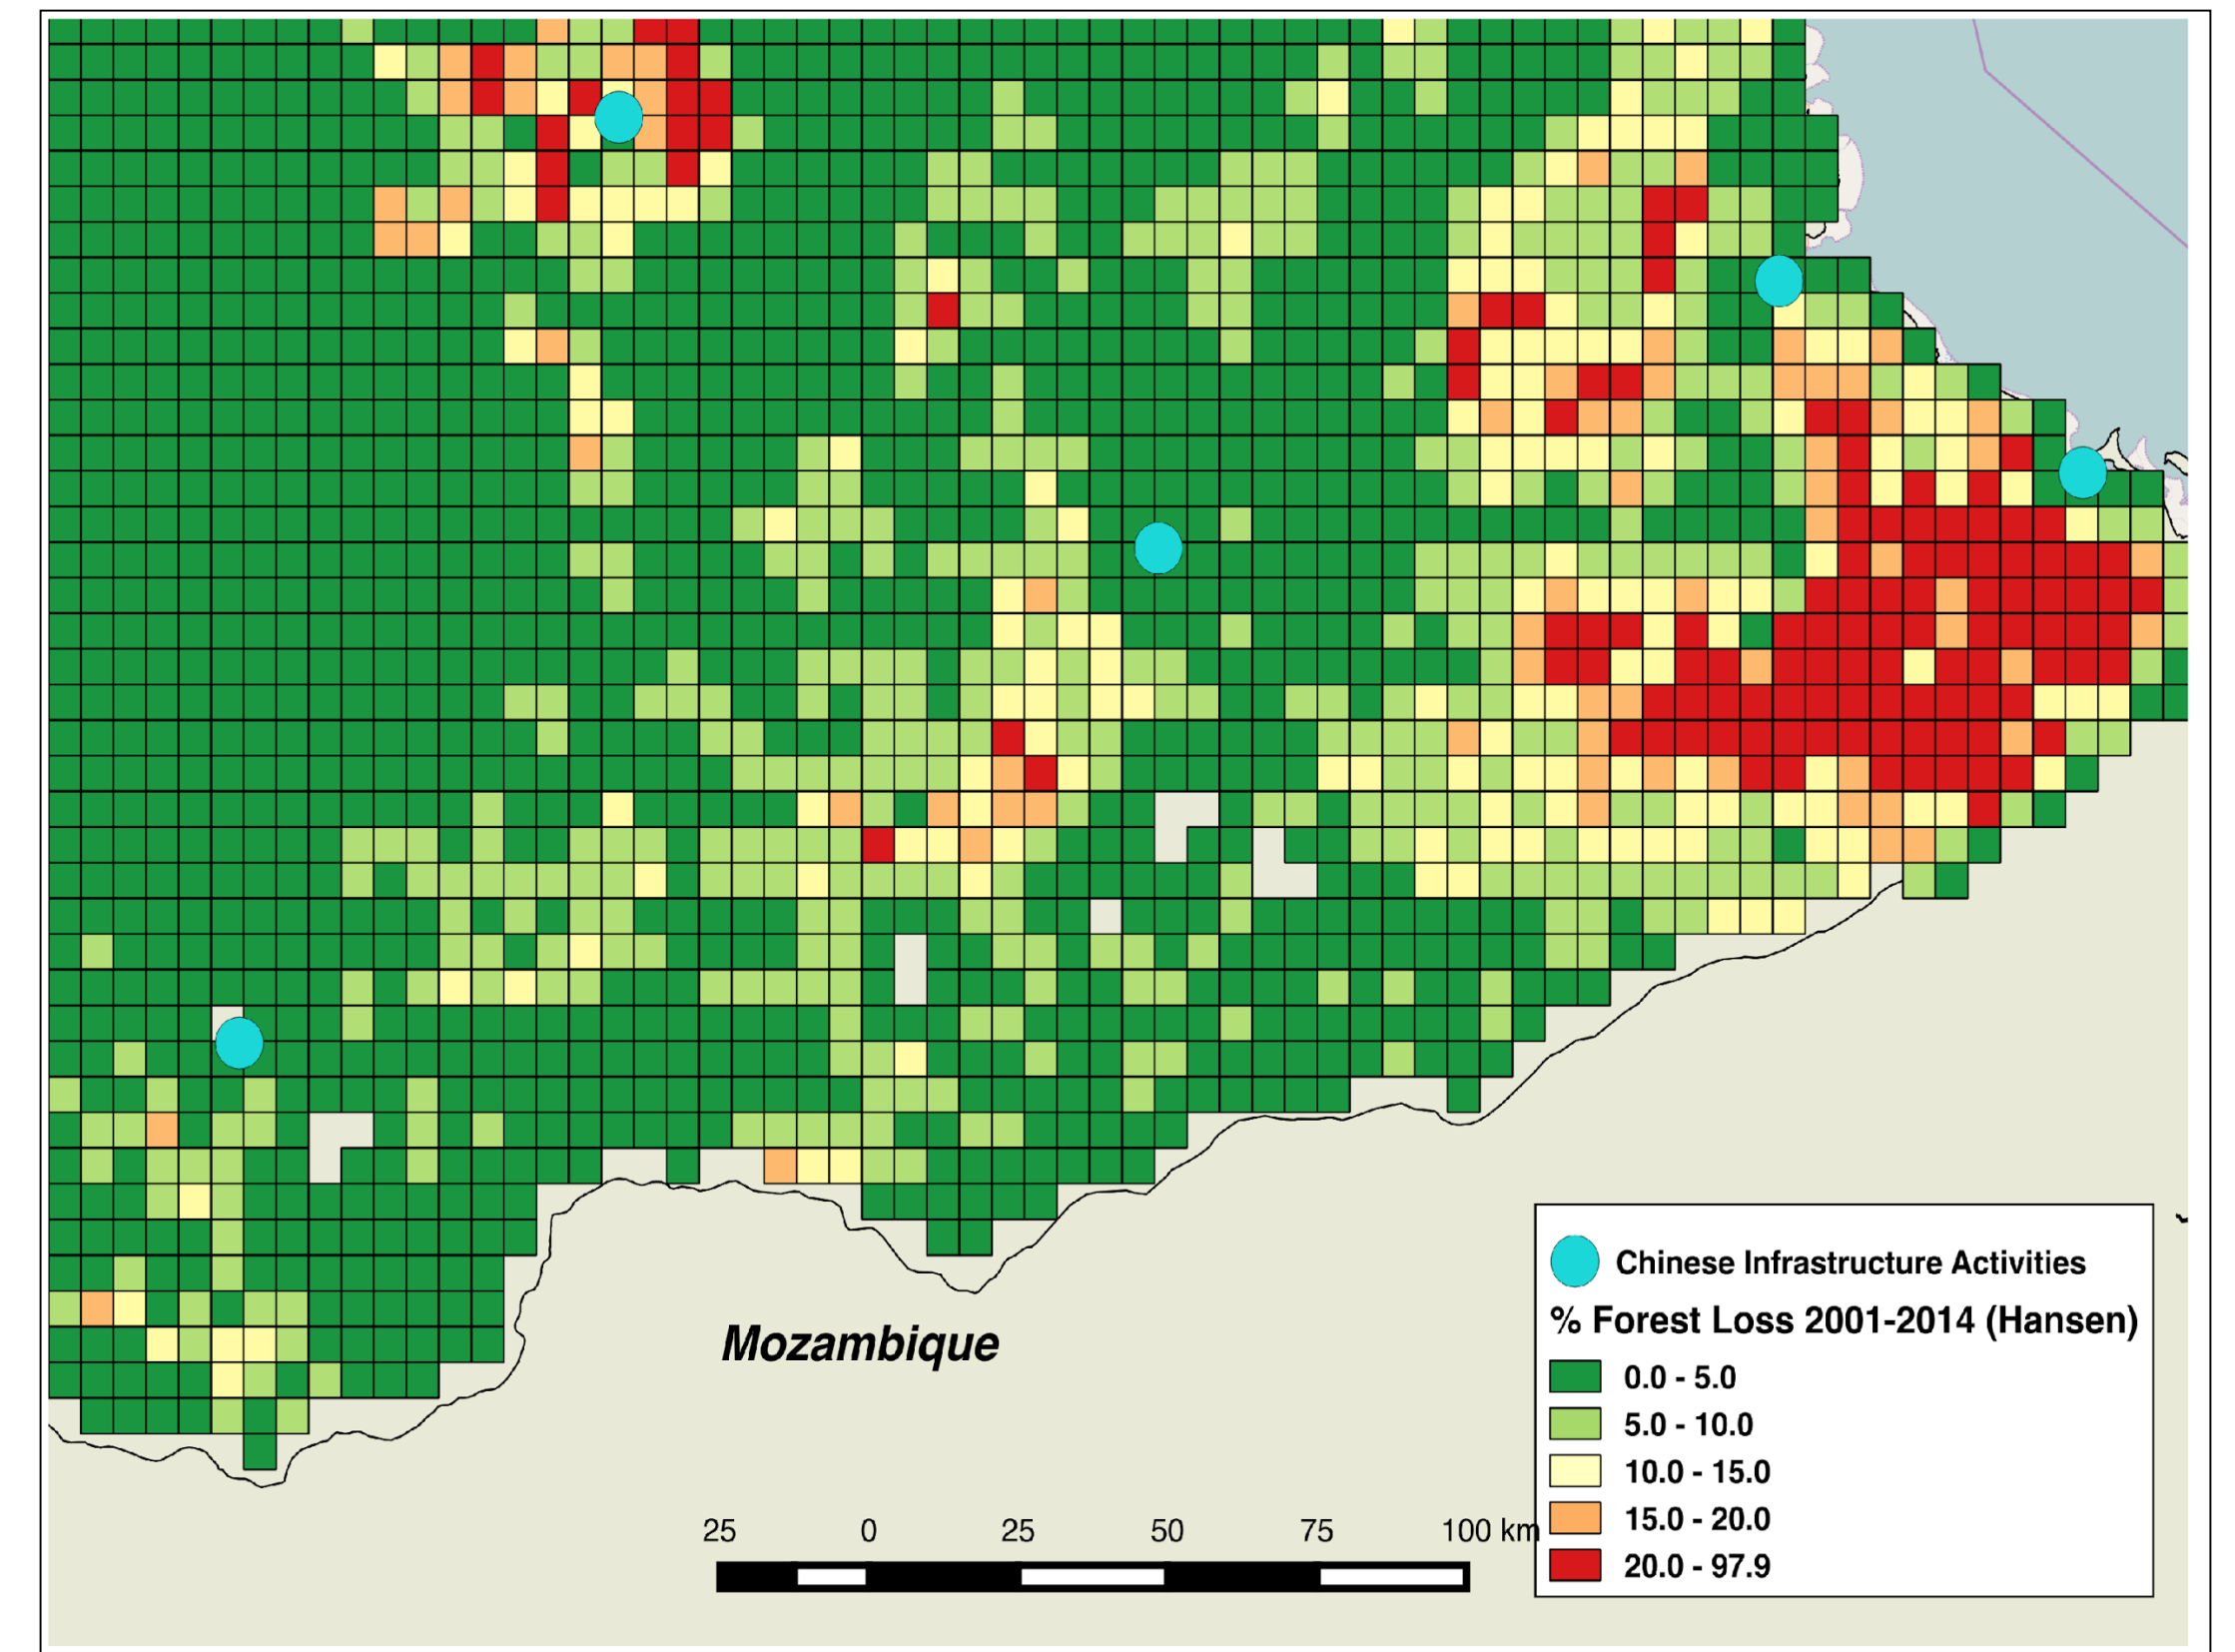 Chinese Infrastructure Activities
% Forest Loss 2001-2014 (Hansen)
0.0 - 5.0
5.0 - 10.0
10.0 - 15.0
15.0 - 20.0
20.0 - 97.9
Mozambique
25 0 25 50 75 100 km